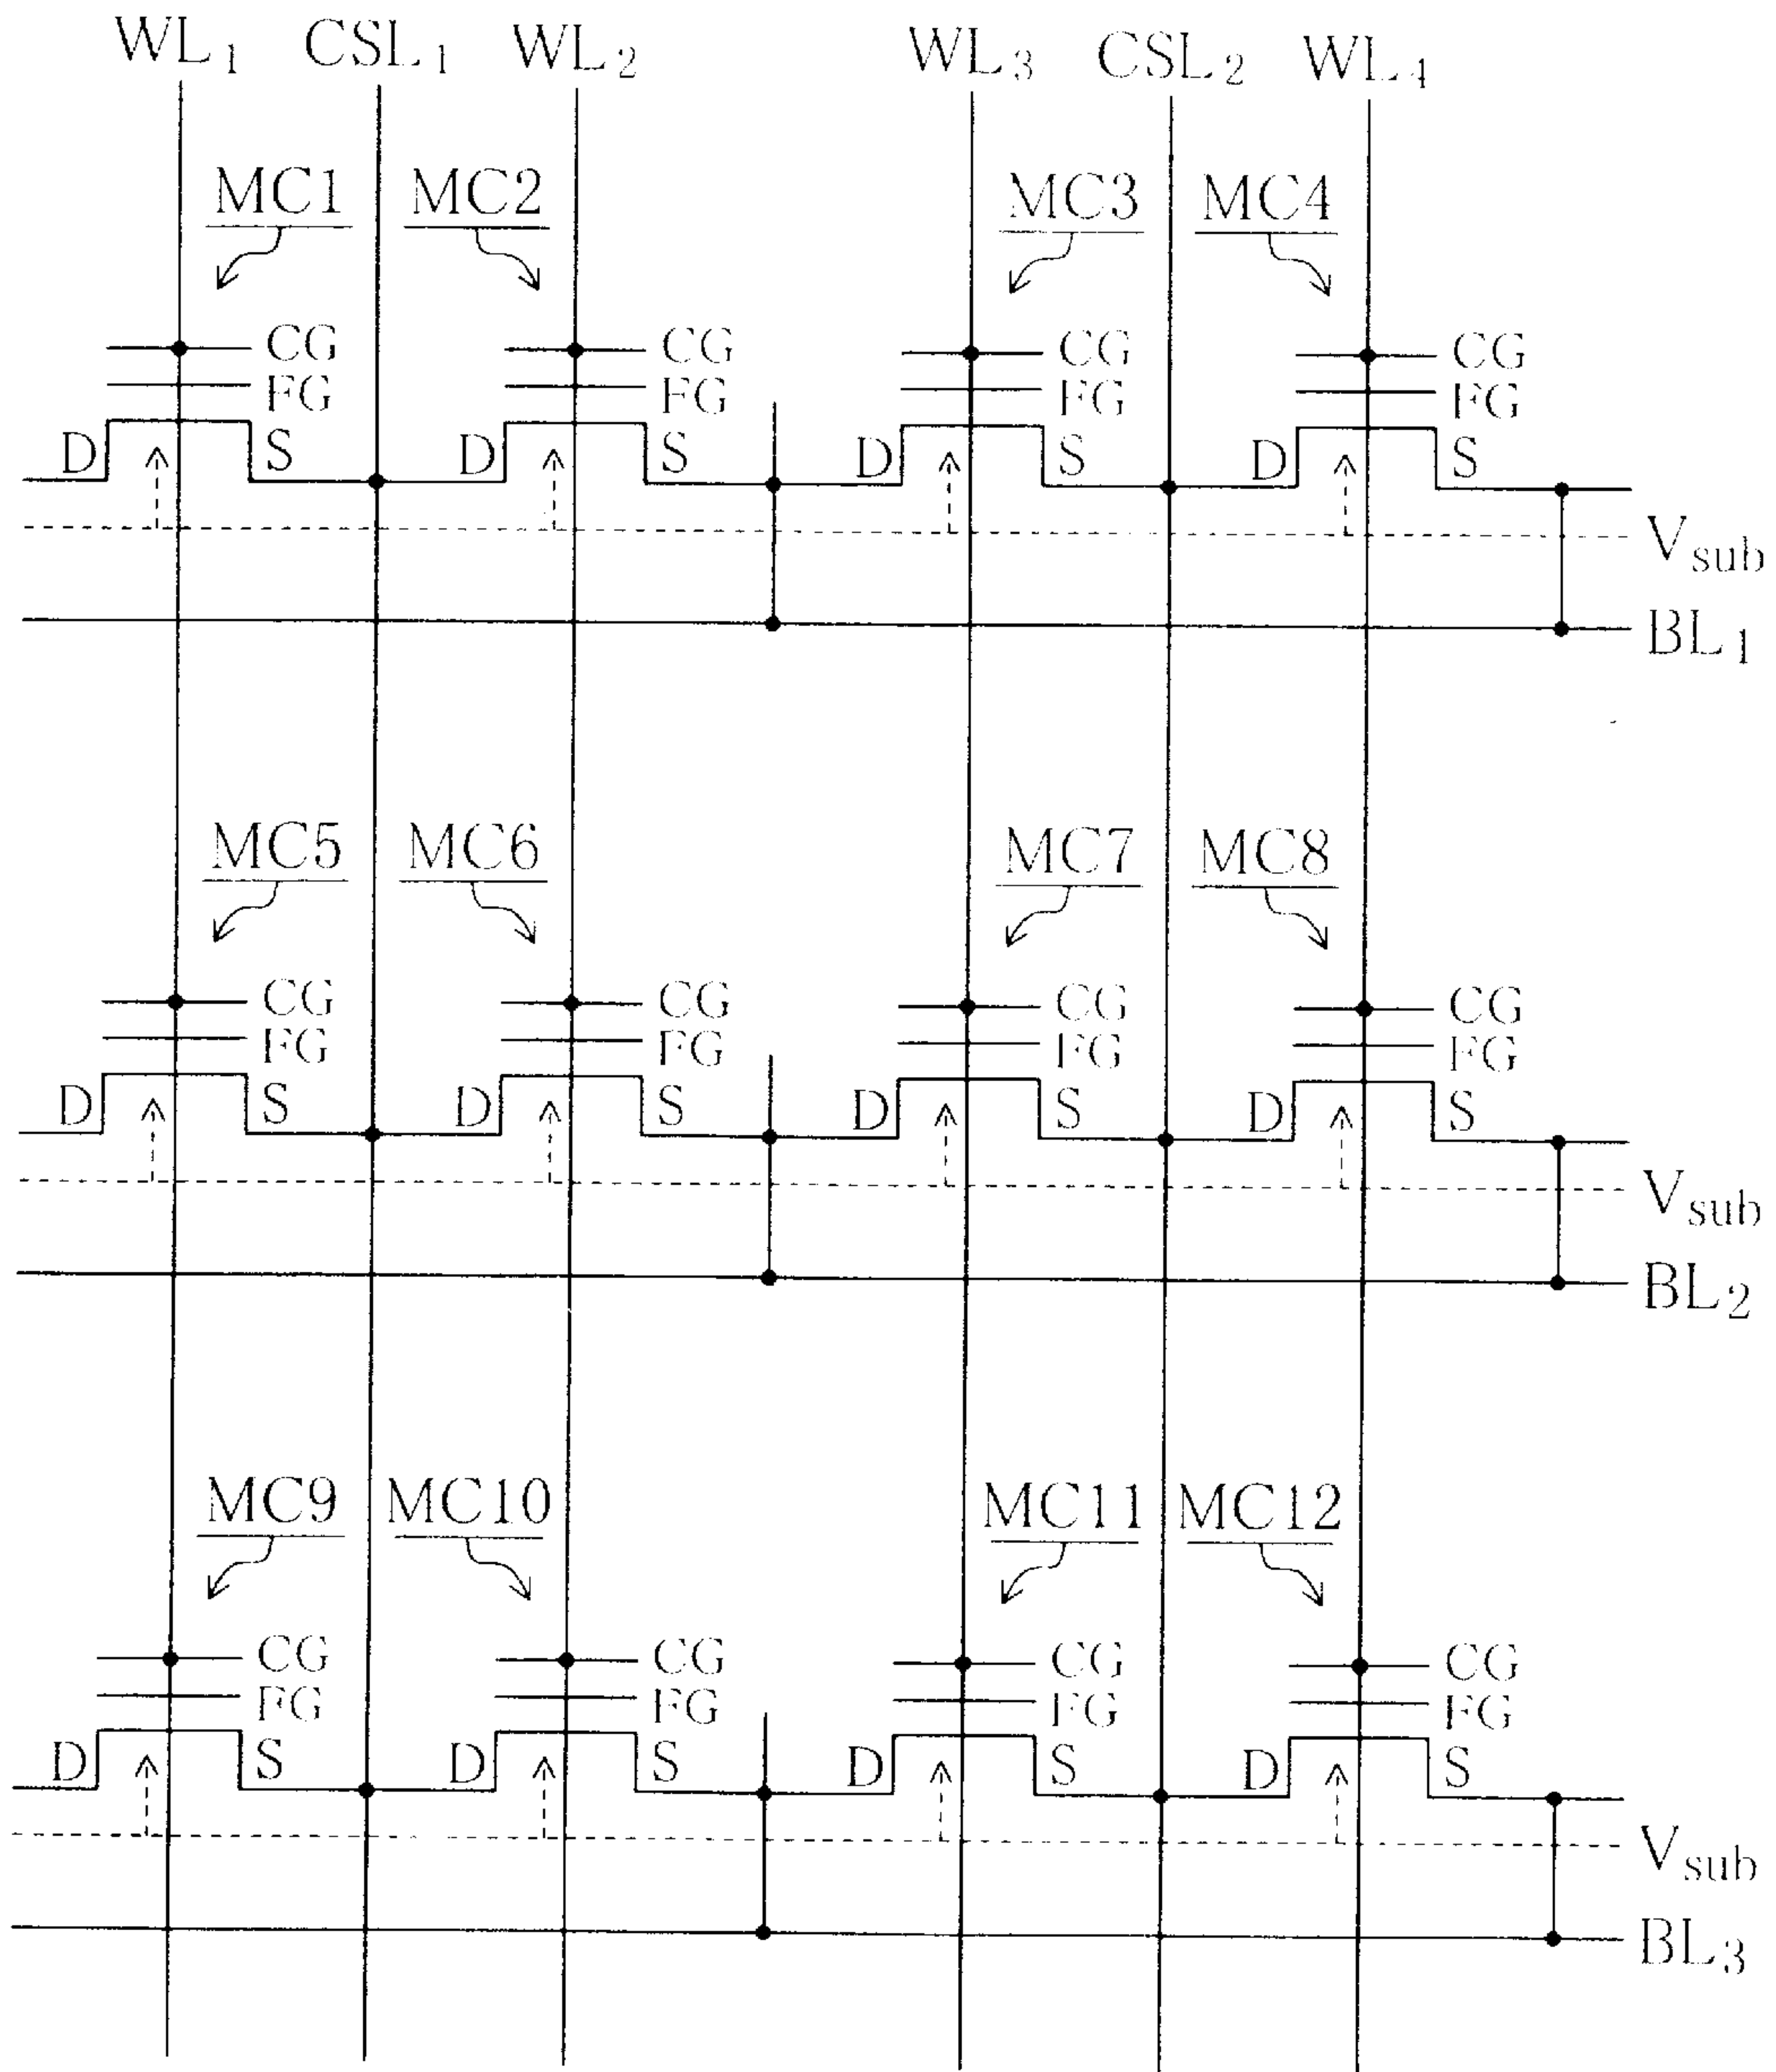 WL₁ CSL₁ WL₂ WL₃ CSL₂ WL₄
MC1 MC2 MC3 MC4
CG CG CG CG
FG FG FG FG
D S D S D S D S
Vsub
BL₁
MC5 MC6 MC7 MC8
CG CG CG CG
FG FG FG FG
D S D S D S D S
Vsub
BL₂
MC9 MC10 MC11 MC12
CG CG CG CG
FG FG FG FG
D S D S D S D S
Vsub
BL₃